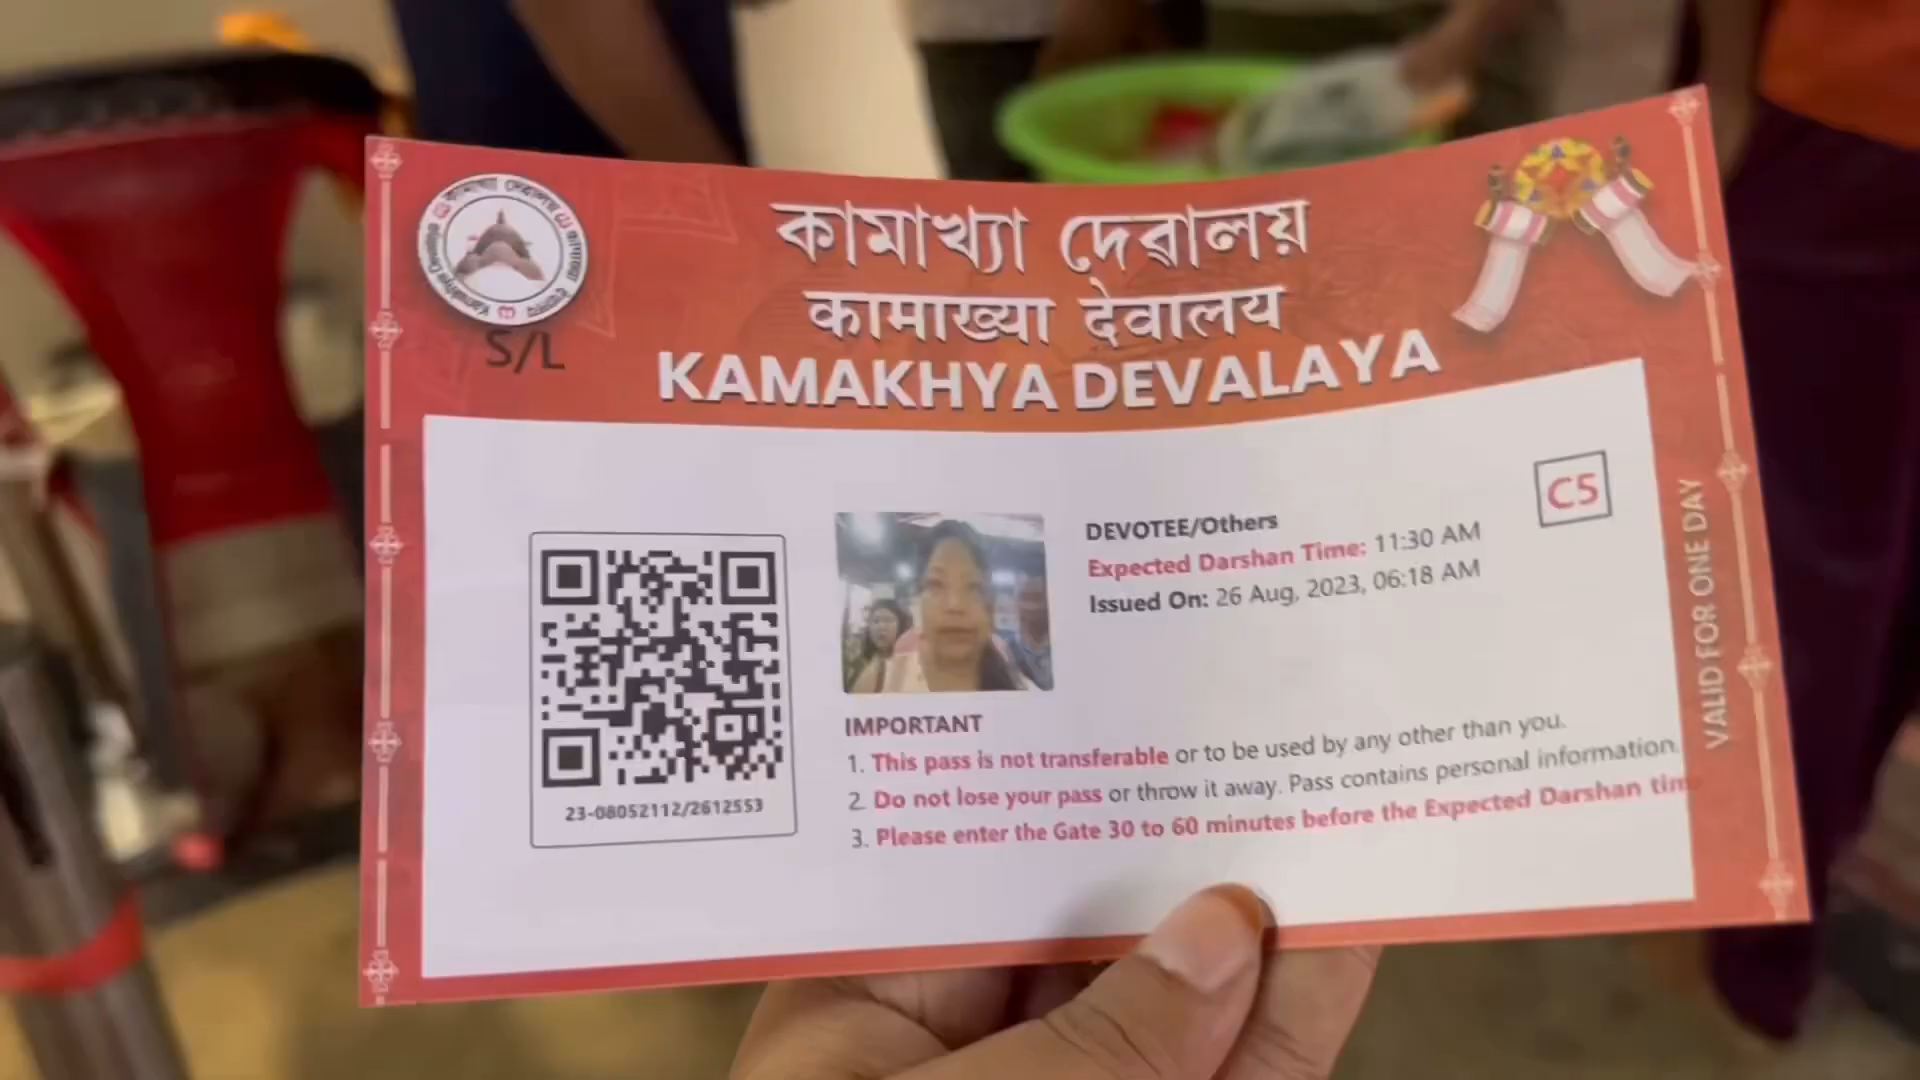 কামাখ্যা দেৱালয়
कामाख्या देवालय
KAMAKHYA DEVALAYA
S/L
C5
DEVOTEE/Others
Expected Darshan Time: 11:30 AM
Issued On: 26 Aug, 2023, 06:18 AM
23-08052112/2612553
IMPORTANT
1. This pass is not transferable or to be used by any other than you.
2. Do not lose your pass or throw it away. Pass contains personal information.
3. Please enter the Gate 30 to 60 minutes before the Expected Darshan tim
VALID FOR ONE DAY